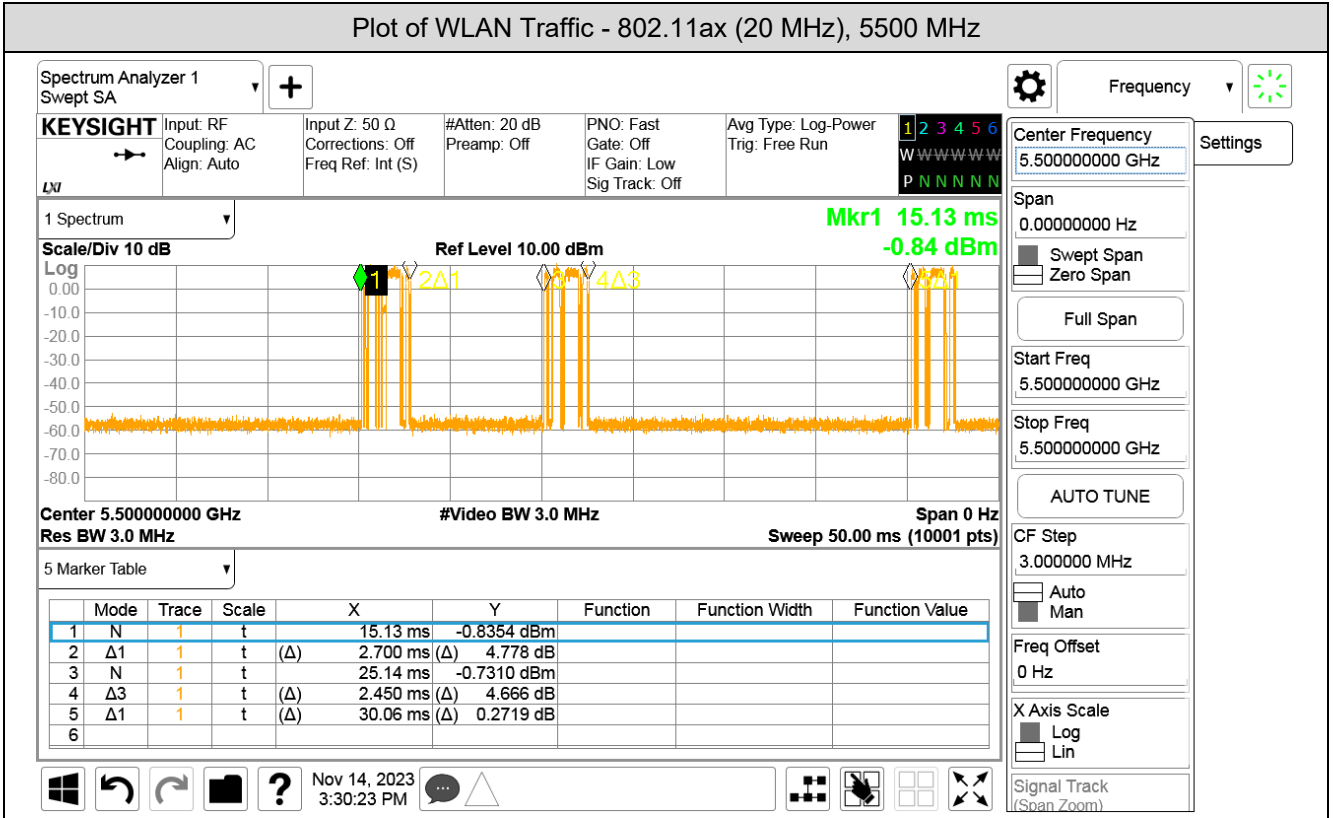 Plot of WLAN Traffic - 802.11ax (20 MHz), 5500 MHz
Spectrum Analyzer 1
Swept SA
Frequency
KEYSIGHT
LXI
Input: RF
Coupling: AC
Align: Auto
Input Z: 50 Ω
Corrections: Off
Freq Ref: Int (S)
#Atten: 20 dB
Preamp: Off
PNO: Fast
Gate: Off
IF Gain: Low
Sig Track: Off
Avg Type: Log-Power
Trig: Free Run
1 2 3 4 5 6
W W W W W W
P N N N N N
1 Spectrum
Mkr1 15.13 ms
-0.84 dBm
Scale/Div 10 dB
Ref Level 10.00 dBm
Log
0.00
-10.0
-20.0
-30.0
-40.0
-50.0
-60.0
-70.0
-80.0
1
2Δ1
3
4Δ3
5Δ1
Center 5.500000000 GHz
#Video BW 3.0 MHz
Span 0 Hz
Res BW 3.0 MHz
Sweep 50.00 ms (10001 pts)
5 Marker Table
Mode Trace Scale X Y Function Function Width Function Value
1 N 1 t 15.13 ms -0.8354 dBm
2 Δ1 1 t (Δ) 2.700 ms (Δ) 4.778 dB
3 N 1 t 25.14 ms -0.7310 dBm
4 Δ3 1 t (Δ) 2.450 ms (Δ) 4.666 dB
5 Δ1 1 t (Δ) 30.06 ms (Δ) 0.2719 dB
6
Nov 14, 2023
3:30:23 PM
Center Frequency
5.500000000 GHz
Settings
Span
0.00000000 Hz
Swept Span
Zero Span
Full Span
Start Freq
5.500000000 GHz
Stop Freq
5.500000000 GHz
AUTO TUNE
CF Step
3.000000 MHz
Auto
Man
Freq Offset
0 Hz
X Axis Scale
Log
Lin
Signal Track
(Span Zoom)